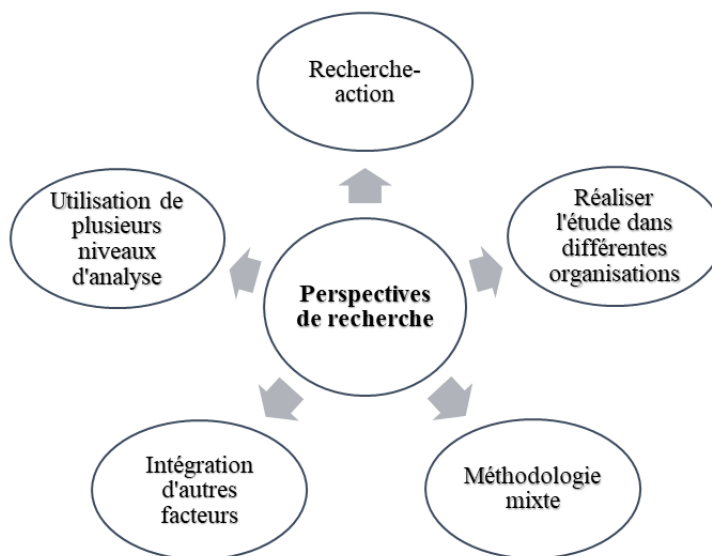 Recherche-
action
Utilisation de
plusieurs
niveaux
d'analyse
Réaliser
l'étude dans
différentes
organisations
Perspectives
de recherche
Intégration
d'autres
facteurs
Méthodologie
mixte